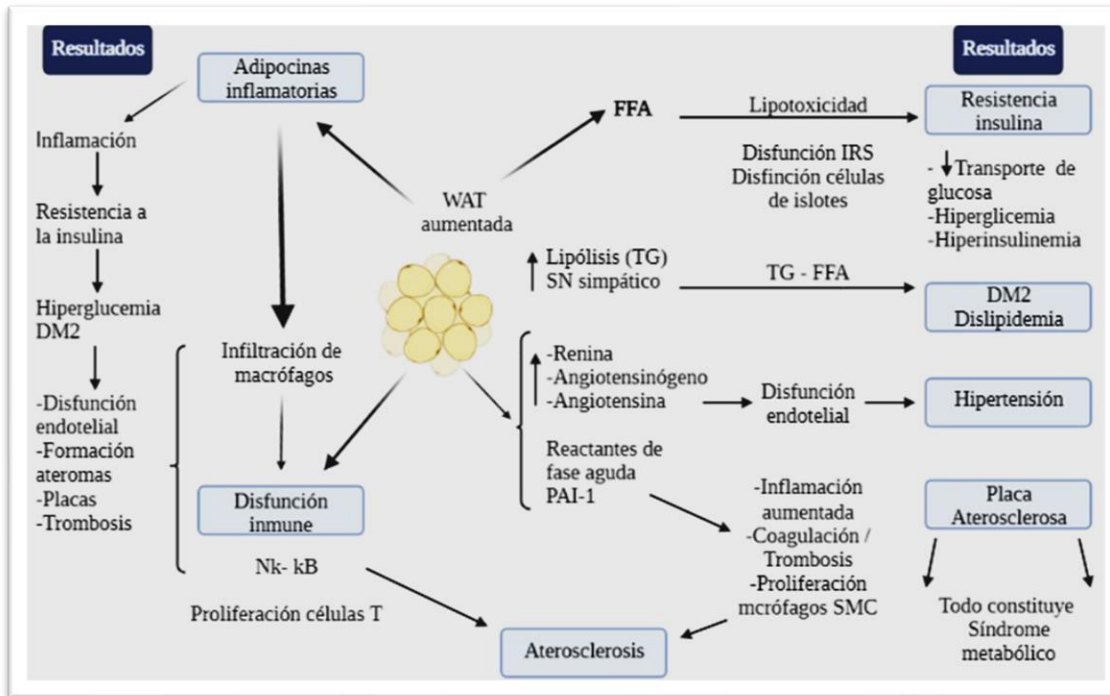 Resultados
Adipocinas
inflamatorias
Inflamación
Resistencia a
la insulina
Hiperglucemia
DM2
-Disfunción
endotelial
-Formación
ateromas
-Placas
-Trombosis
Infiltración de
macrófagos
Disfunción
inmune
Nk- kB
Proliferación células T
WAT
aumentada
FFA
Lipotoxicidad
Disfunción IRS
Disfinción células
de islotes
Lipólisis (TG)
SN simpático
TG - FFA
-Renina
-Angiotensinógeno
-Angiotensina
Disfunción
endotelial
Reactantes de
fase aguda
PAI-1
-Inflamación
aumentada
-Coagulación /
Trombosis
-Proliferación
mcrófagos SMC
Aterosclerosis
Resultados
Resistencia
insulina
- Transporte de
glucosa
-Hiperglicemia
-Hiperinsulinemia
DM2
Dislipidemia
Hipertensión
Placa
Aterosclerosa
Todo constituye
Síndrome
metabólico